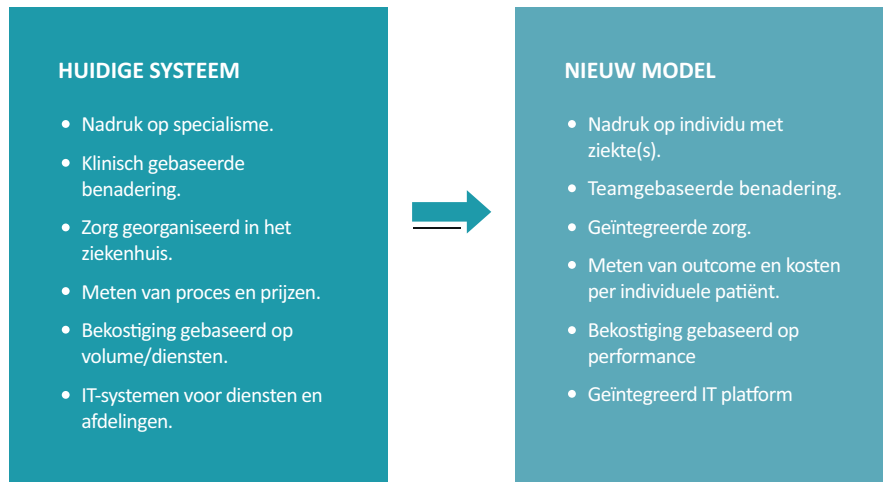 HUIDIGE SYSTEEM
• Nadruk op specialisme.
• Klinisch gebaseerde
benadering.
• Zorg georganiseerd in het
ziekenhuis.
• Meten van proces en prijzen.
• Bekostiging gebaseerd op
volume/diensten.
• IT-systemen voor diensten en
afdelingen.
NIEUW MODEL
• Nadruk op individu met
ziekte(s).
• Teamgebaseerde benadering.
• Geïntegreerde zorg.
• Meten van outcome en kosten
per individuele patiënt.
• Bekostiging gebaseerd op
performance
• Geïntegreerd IT platform